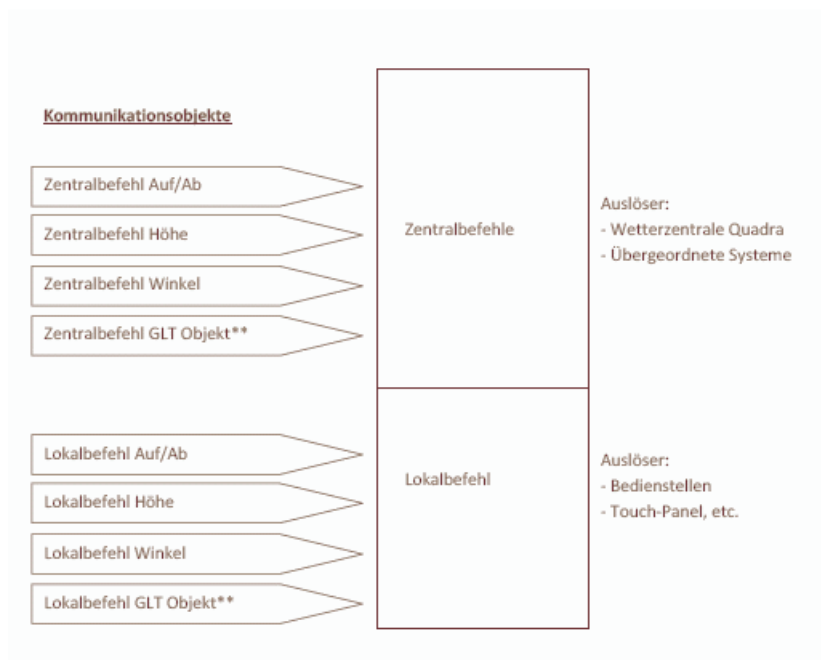 Kommunikationsobjekte
Zentralbefehl Auf/Ab
Zentralbefehl Höhe
Zentralbefehl Winkel
Zentralbefehl GLT Objekt**
Zentralbefehle
Auslöser:
- Wetterzentrale Quadra
- Übergeordnete Systeme
Lokalbefehl Auf/Ab
Lokalbefehl Höhe
Lokalbefehl Winkel
Lokalbefehl GLT Objekt**
Lokalbefehl
Auslöser:
- Bedienstellen
- Touch-Panel, etc.